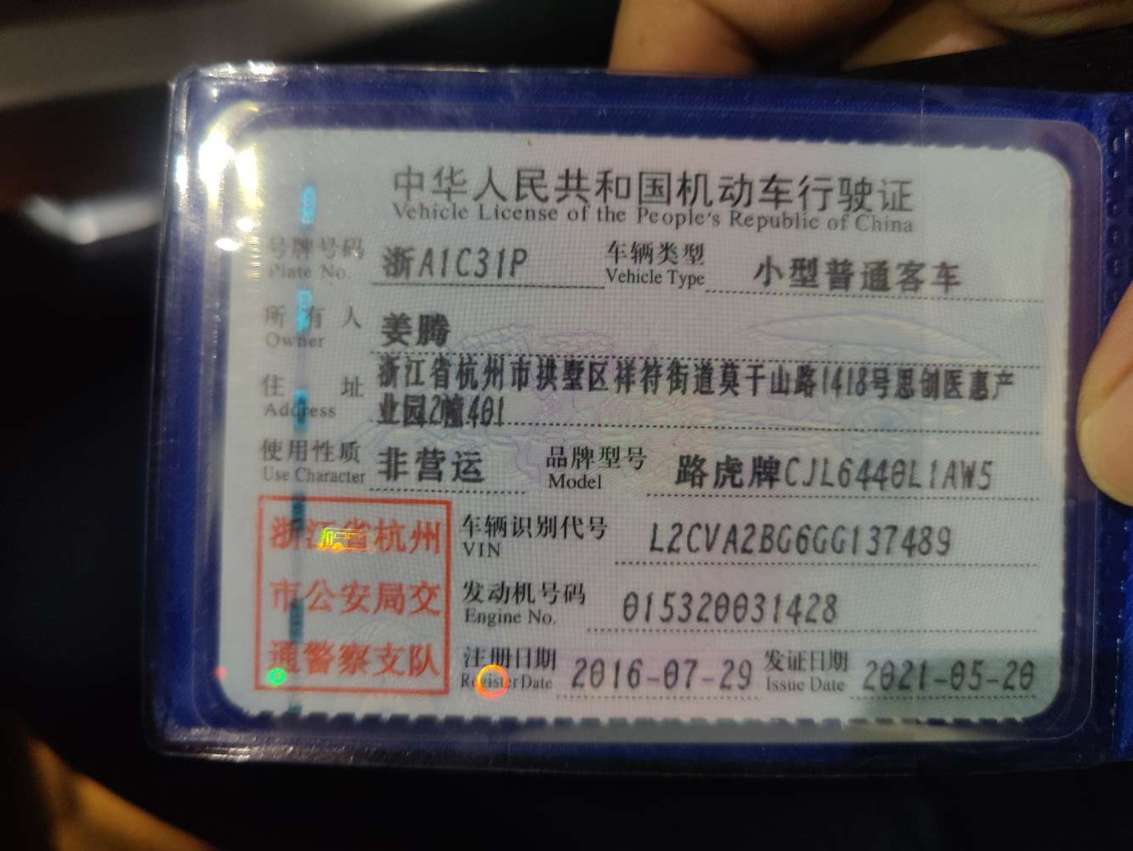 中华人民共和国机动车行驶证
Vehicle License of the People's Republic of China
号牌号码 浙A1C31P 车辆类型 小型普通客车
Plate No. Vehicle Type
所有人 姜腾
Owner
住址 浙江省杭州市拱墅区祥符街道莫干山路1418号思创医惠产
Address 业园2幢401
使用性质 非营运 品牌型号 路虎牌CJL6440L1AW5
Use Character Model
浙江省杭州
市公安局交
通警察支队
车辆识别代号 L2CVA2BG6GG137489
VIN
发动机号码 015320031428
Engine No.
注册日期 2016-07-29 发证日期 2021-05-20
Register Date Issue Date